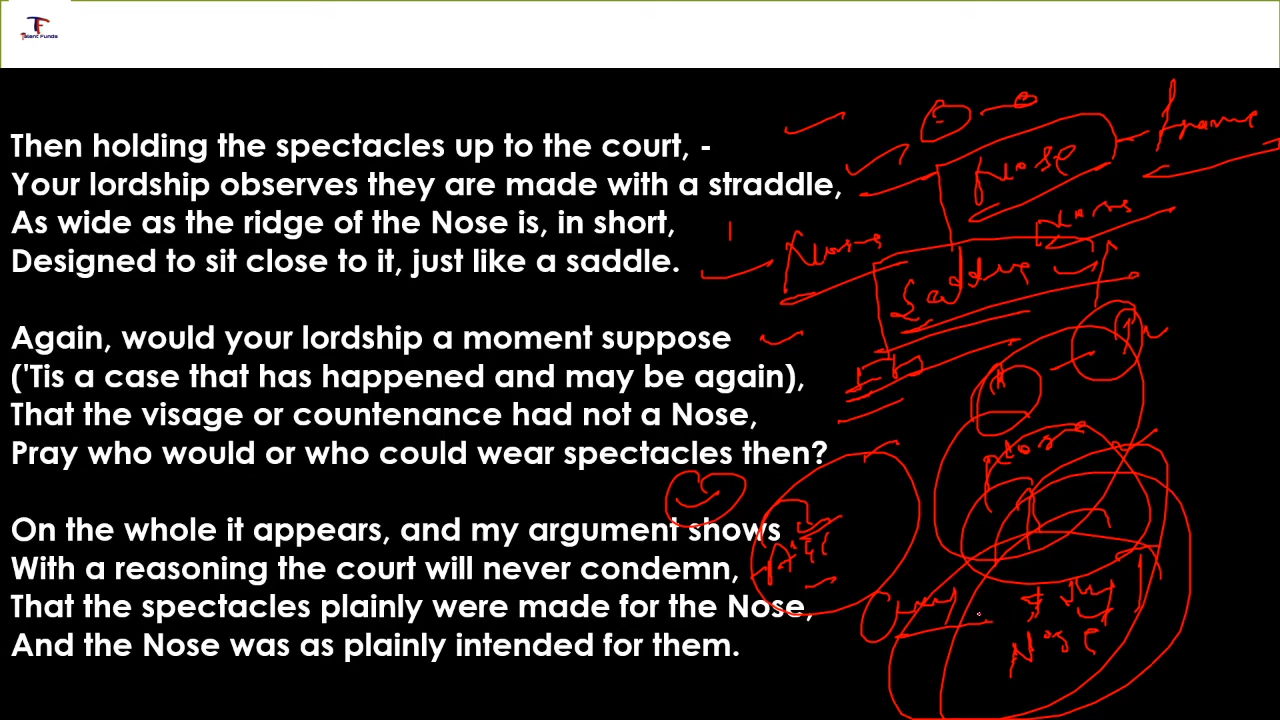 TF
Talent Funda
Then holding the spectacles up to the court, -
Your lordship observes they are made with a straddle,
As wide as the ridge of the Nose is, in short,
Designed to sit close to it, just like a saddle.
Again, would your lordship a moment suppose
('Tis a case that has happened and may be again),
That the visage or countenance had not a Nose,
Pray who would or who could wear spectacles then?
On the whole it appears, and my argument shows
With a reasoning the court will never condemn,
That the spectacles plainly were made for the Nose,
And the Nose was as plainly intended for them.
frame
Nose